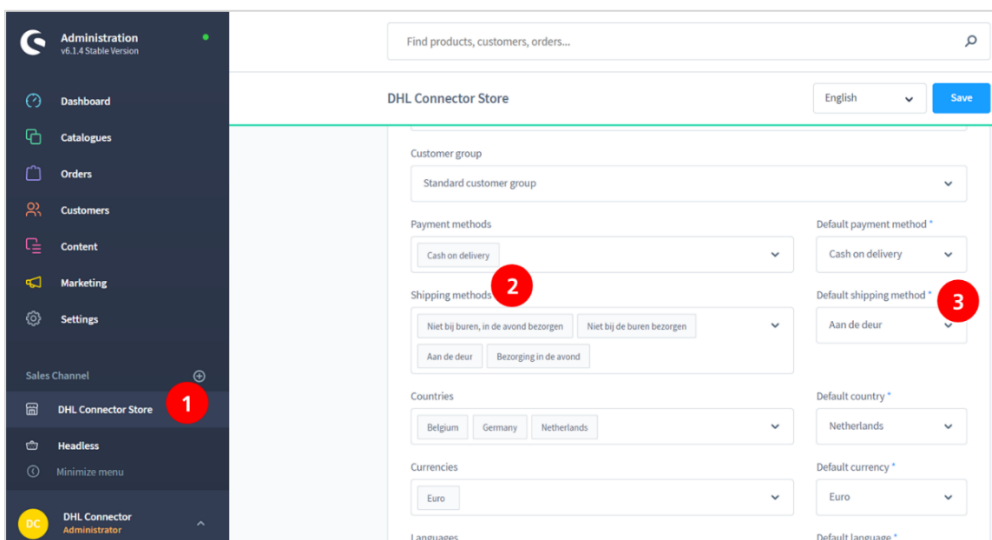 Administration
v6.1.4 Stable Version
Find products, customers, orders...
Dashboard
Catalogues
Orders
Customers
Content
Marketing
Settings
Sales Channel
1
DHL Connector Store
Headless
Minimize menu
DC
DHL Connector
Administrator
DHL Connector Store
English
Save
Customer group
Standard customer group
Payment methods
Default payment method *
Cash on delivery
Cash on delivery
Shipping methods
2
Default shipping method *
3
Niet bij buren, in de avond bezorgen
Niet bij de buren bezorgen
Aan de deur
Aan de deur
Bezorging in de avond
Countries
Default country *
Belgium
Germany
Netherlands
Netherlands
Currencies
Default currency *
Euro
Euro
Languages
Default language *